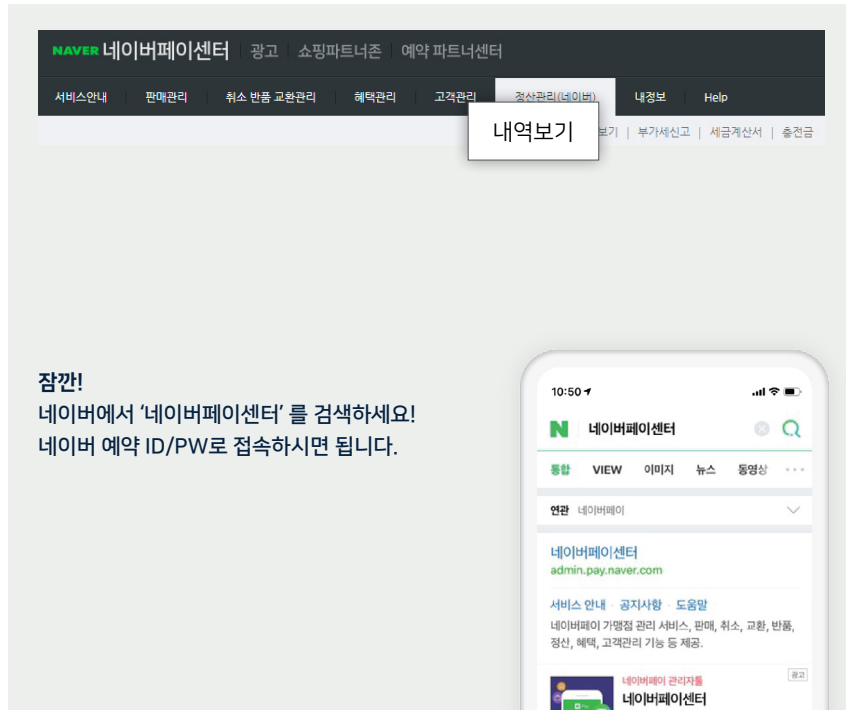 NAVER 네이버페이센터 광고 쇼핑파트너존 예약 파트너센터
서비스안내 판매관리 취소 반품 교환관리 혜택관리 고객관리 정산관리(네이버) 내정보 Help
내역보기 보기 | 부가세신고 | 세금계산서 | 충전금
잠깐!
네이버에서 ‘네이버페이센터’ 를 검색하세요!
네이버 예약 ID/PW로 접속하시면 됩니다.
10:50
N 네이버페이센터
통합 VIEW 이미지 뉴스 동영상
연관 네이버페이
네이버페이센터
admin.pay.naver.com
서비스 안내 · 공지사항 · 도움말
네이버페이 가맹점 관리 서비스, 판매, 취소, 교환, 반품,
정산, 혜택, 고객관리 기능 등 제공.
광고
네이버페이 관리자툴
네이버페이센터